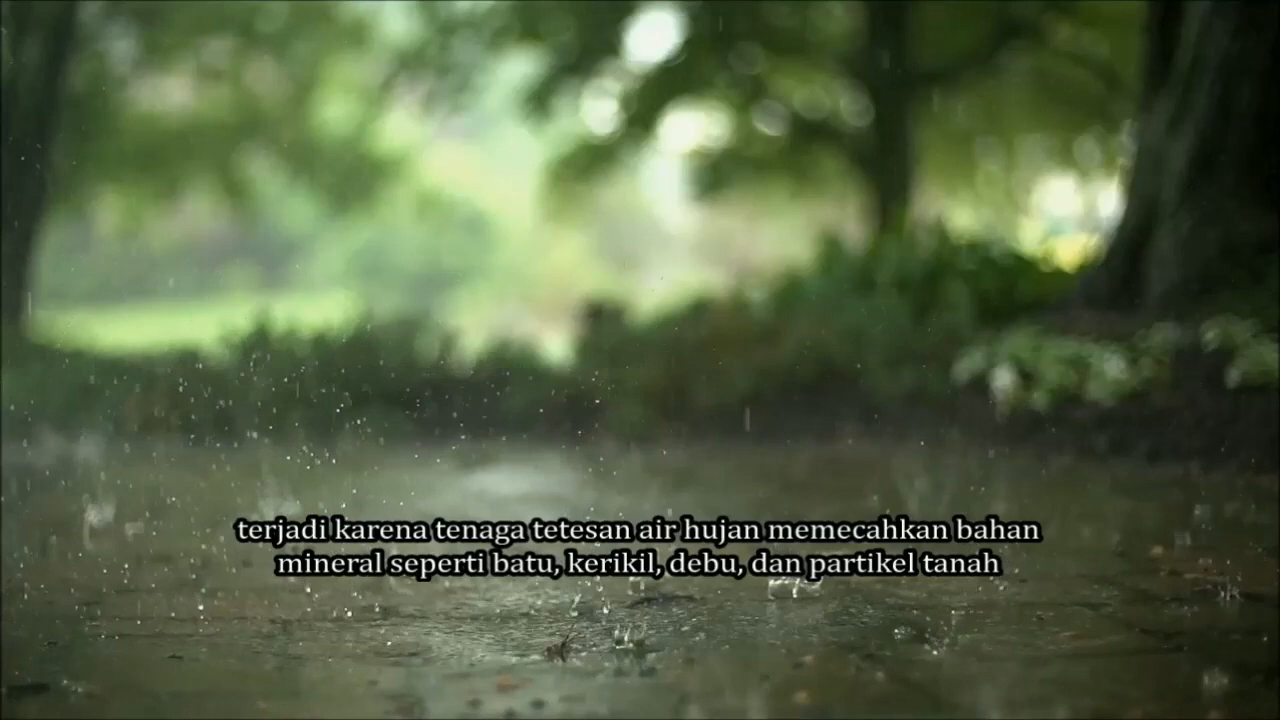 terjadi karena tenaga tetesan air hujan memecahkan bahan
mineral seperti batu, kerikil, debu, dan partikel tanah